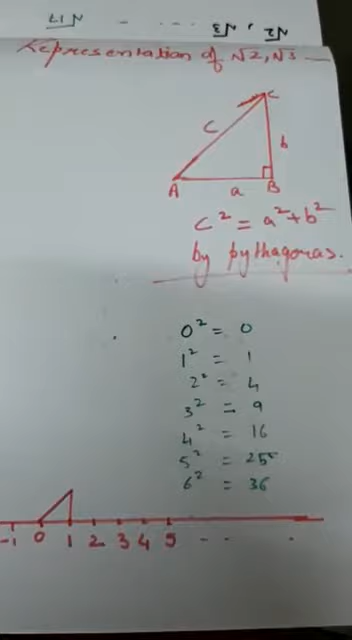 √2, √3, ..... - √17
Representation of √2, √3 —
C
c
b
A
a
B
c² = a² + b²
by pythagoras.
0² = 0
1² = 1
2² = 4
3² = 9
4² = 16
5² = 25
6² = 36
-1 0 1 2 3 4 5 - - .